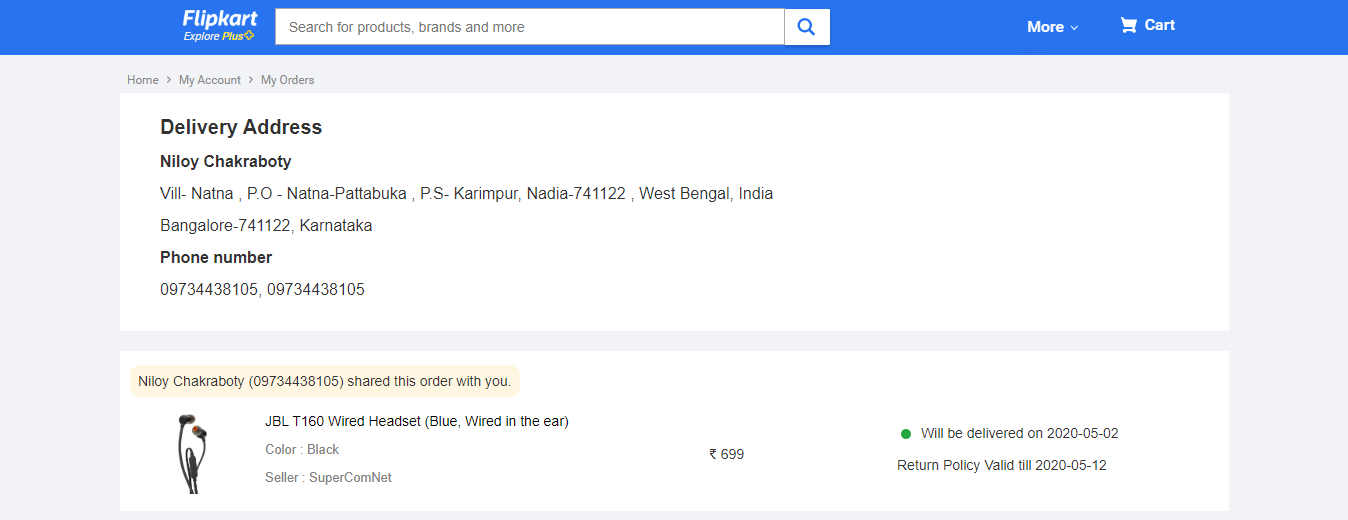 Flipkart
Explore Plus
Search for products, brands and more
More
Cart
Home > My Account > My Orders
Delivery Address
Niloy Chakraboty
Vill- Natna , P.O - Natna-Pattabuka , P.S- Karimpur, Nadia-741122 , West Bengal, India
Bangalore-741122, Karnataka
Phone number
09734438105, 09734438105
Niloy Chakraboty (09734438105) shared this order with you.
JBL T160 Wired Headset (Blue, Wired in the ear)
Color : Black
Seller : SuperComNet
₹ 699
Will be delivered on 2020-05-02
Return Policy Valid till 2020-05-12